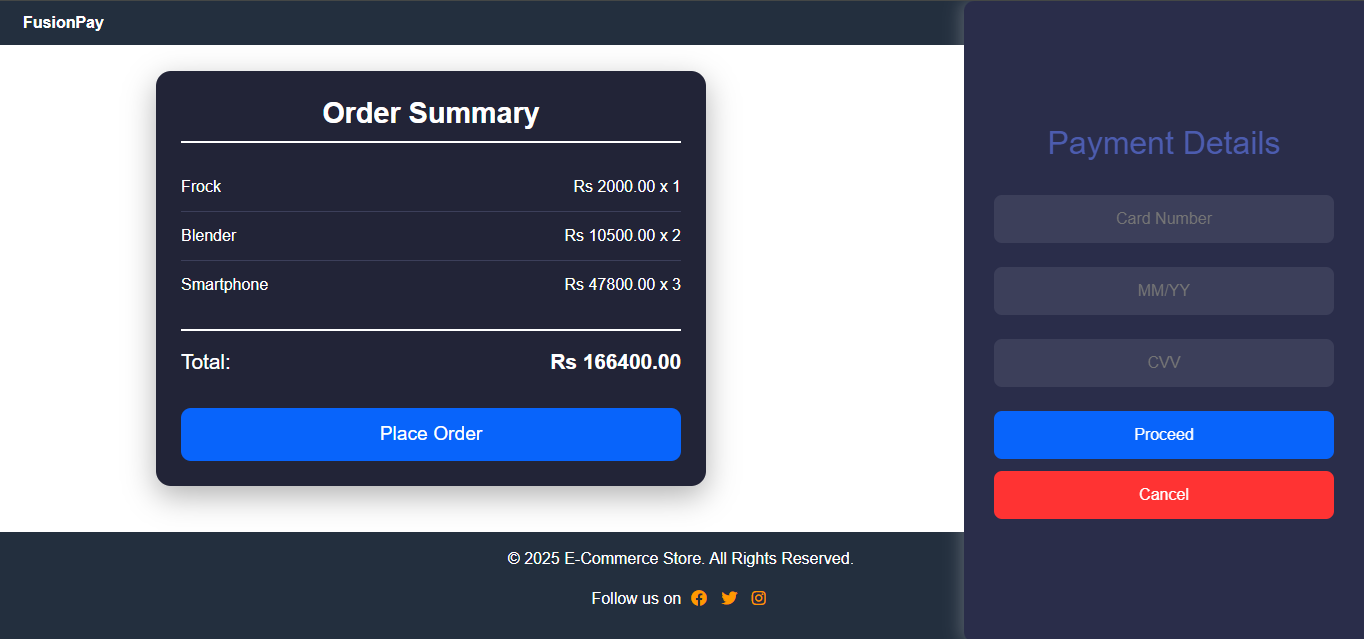 FusionPay
Order Summary
Frock Rs 2000.00 x 1
Blender Rs 10500.00 x 2
Smartphone Rs 47800.00 x 3
Total: Rs 166400.00
Place Order
Payment Details
Card Number
MM/YY
CVV
Proceed
Cancel
© 2025 E-Commerce Store. All Rights Reserved.
Follow us on